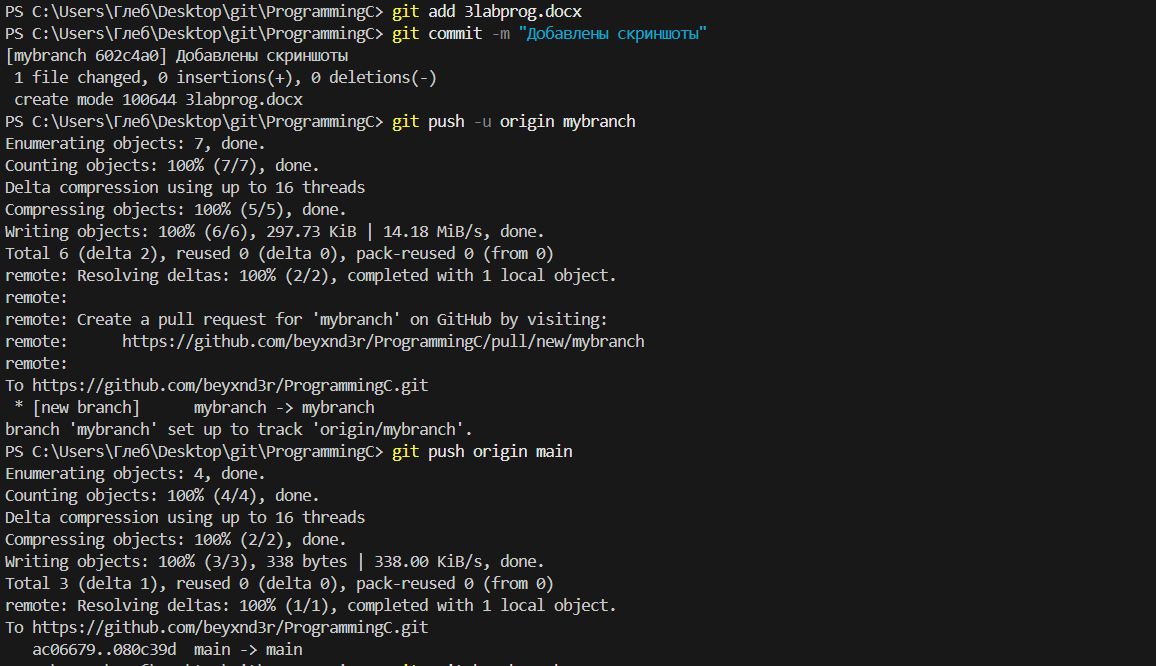 PS C:\Users\Глеб\Desktop\git\ProgrammingC> git add 3labprog.docx
PS C:\Users\Глеб\Desktop\git\ProgrammingC> git commit -m "Добавлены скриншоты"
[mybranch 602c4a0] Добавлены скриншоты
 1 file changed, 0 insertions(+), 0 deletions(-)
 create mode 100644 3labprog.docx
PS C:\Users\Глеб\Desktop\git\ProgrammingC> git push -u origin mybranch
Enumerating objects: 7, done.
Counting objects: 100% (7/7), done.
Delta compression using up to 16 threads
Compressing objects: 100% (5/5), done.
Writing objects: 100% (6/6), 297.73 KiB | 14.18 MiB/s, done.
Total 6 (delta 2), reused 0 (delta 0), pack-reused 0 (from 0)
remote: Resolving deltas: 100% (2/2), completed with 1 local object.
remote:
remote: Create a pull request for 'mybranch' on GitHub by visiting:
remote:      https://github.com/beyxnd3r/ProgrammingC/pull/new/mybranch
remote:
To https://github.com/beyxnd3r/ProgrammingC.git
 * [new branch]      mybranch -> mybranch
branch 'mybranch' set up to track 'origin/mybranch'.
PS C:\Users\Глеб\Desktop\git\ProgrammingC> git push origin main
Enumerating objects: 4, done.
Counting objects: 100% (4/4), done.
Delta compression using up to 16 threads
Compressing objects: 100% (2/2), done.
Writing objects: 100% (3/3), 338 bytes | 338.00 KiB/s, done.
Total 3 (delta 1), reused 0 (delta 0), pack-reused 0 (from 0)
remote: Resolving deltas: 100% (1/1), completed with 1 local object.
To https://github.com/beyxnd3r/ProgrammingC.git
   ac06679..080c39d  main -> main